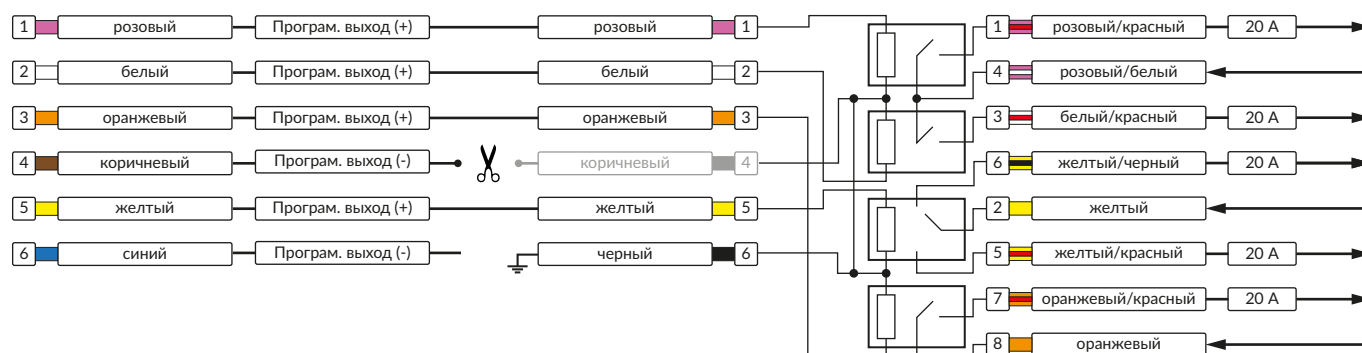 1 розовый Програм. выход (+) розовый 1
1 розовый/красный 20 A
2 белый Програм. выход (+) белый 2
4 розовый/белый
3 оранжевый Програм. выход (+) оранжевый 3
3 белый/красный 20 A
4 коричневый Програм. выход (-) коричневый 4
6 желтый/черный 20 A
5 желтый Програм. выход (+) желтый 5
2 желтый
6 синий Програм. выход (-) черный 6
5 желтый/красный 20 A
7 оранжевый/красный 20 A
8 оранжевый